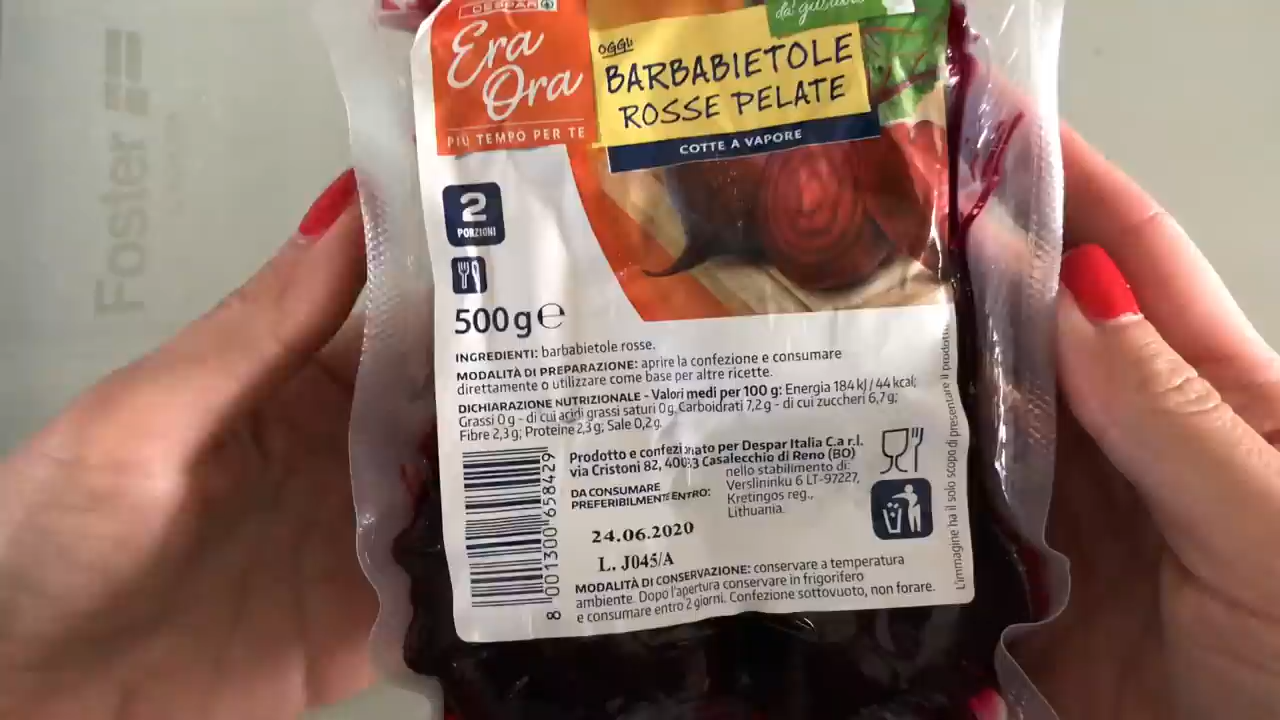 DESPAR
Era
Ora
PIÙ TEMPO PER TE
da gustare
OGGI:
BARBABIETOLE
ROSSE PELATE
COTTE A VAPORE
2
PORZIONI
500 g ℮
INGREDIENTI: barbabietole rosse.
MODALITÀ DI PREPARAZIONE: aprire la confezione e consumare
direttamente o utilizzare come base per altre ricette.
DICHIARAZIONE NUTRIZIONALE - Valori medi per 100 g: Energia 184 kJ / 44 kcal;
Grassi 0 g - di cui acidi grassi saturi 0g; Carboidrati 7,2 g - di cui zuccheri 6,7 g;
Fibre 2,3 g; Proteine 2,3 g; Sale 0,2 g.
Prodotto e confezionato per Despar Italia C.a r.l.
via Cristoni 82, 40033 Casalecchio di Reno (BO)
nello stabilimento di:
Verslininku 6 LT-97227,
Kretingos reg.,
Lithuania.
DA CONSUMARE
PREFERIBILMENTE ENTRO:
24.06.2020
L. J045/A
MODALITÀ DI CONSERVAZIONE: conservare a temperatura
ambiente. Dopo l'apertura conservare in frigorifero
e consumare entro 2 giorni. Confezione sottovuoto, non forare.
8 001300 658429
L'immagine ha il solo scopo di presentare il prodotto
Foster